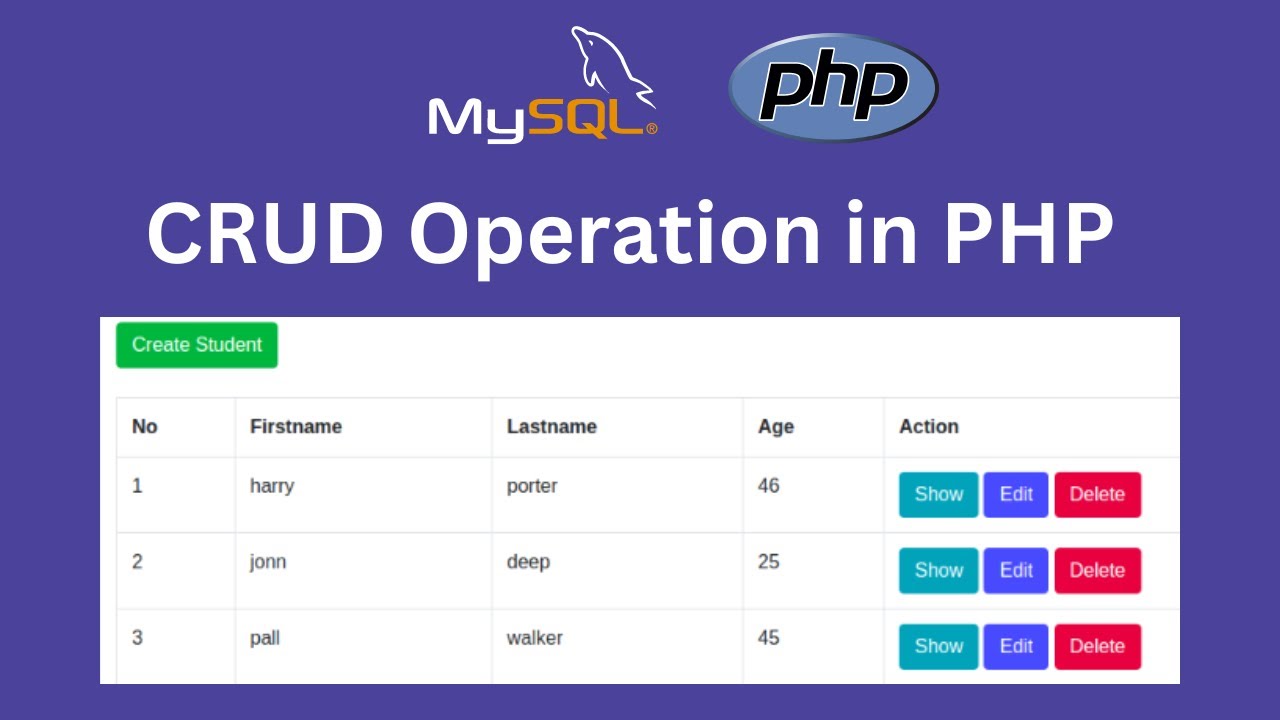 MySQL®
php
CRUD Operation in PHP
Create Student
No Firstname Lastname Age Action
1 harry porter 46 Show Edit Delete
2 jonn deep 25 Show Edit Delete
3 pall walker 45 Show Edit Delete